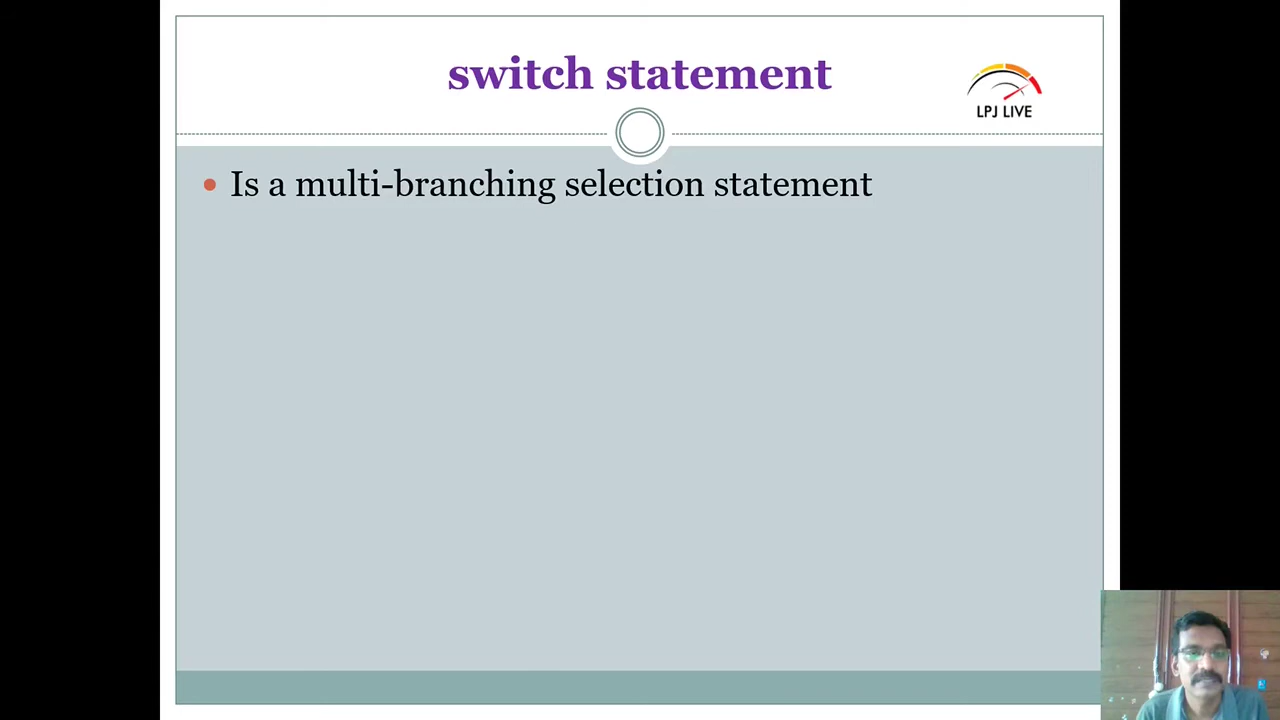 switch statement
LPJ LIVE
Is a multi-branching selection statement